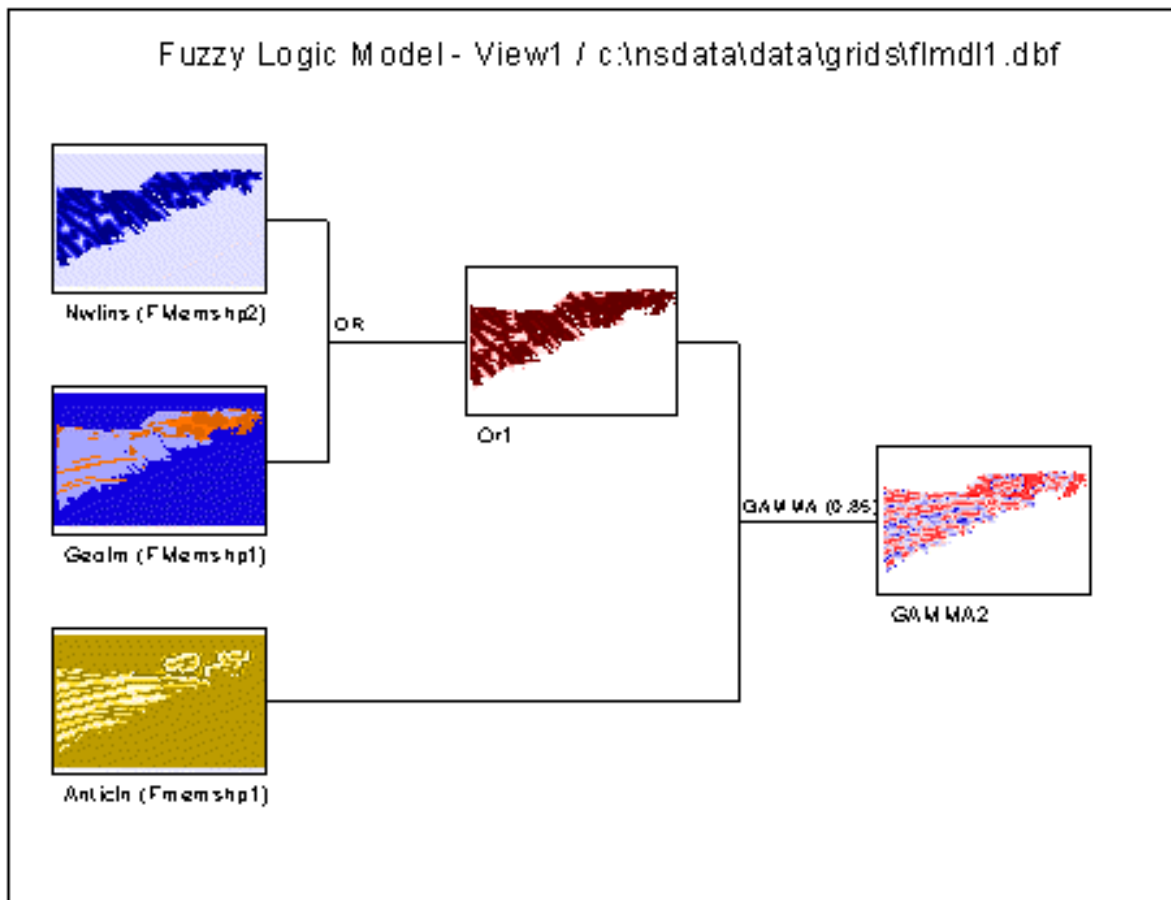 Fuzzy Logic Model - View1 / c:\nsdata\data\grids\flmdl1.dbf
Nwlins (FMemshp2)
OR
Or1
Geolm (FMemshp1)
GAMMA (0.85)
GAMMA2
Anticln (Fmemshp1)